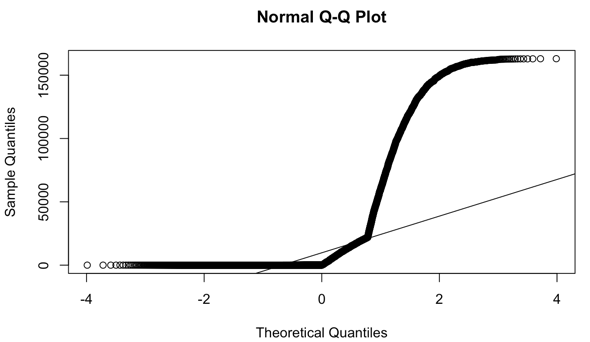 Normal Q-Q Plot
Sample Quantiles
150000
100000
50000
0
-4 -2 0 2 4
Theoretical Quantiles